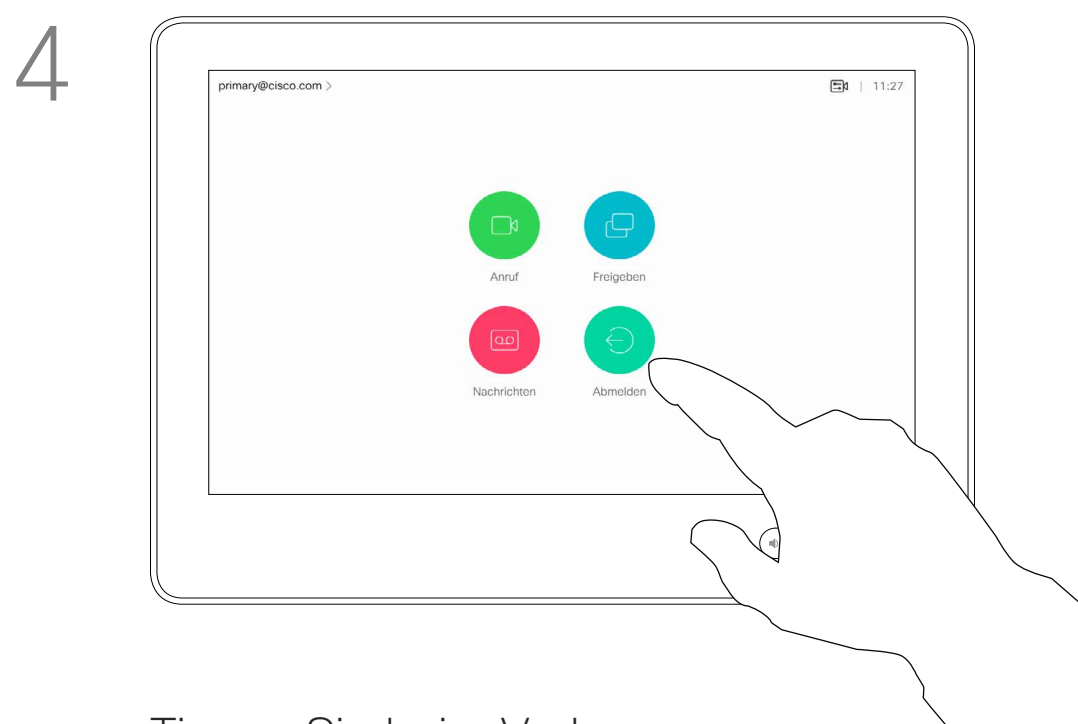 4
primary@cisco.com >
11:27
Anruf
Freigeben
Nachrichten
Abmelden